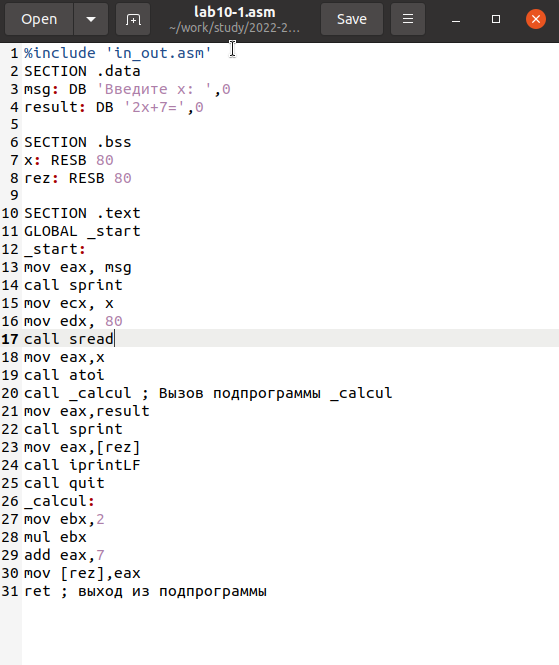 Open
lab10-1.asm
~/work/study/2022-2...
Save
1 %include 'in_out.asm'
2 SECTION .data
3 msg: DB 'Введите x: ',0
4 result: DB '2x+7=',0
5
6 SECTION .bss
7 x: RESB 80
8 rez: RESB 80
9
10 SECTION .text
11 GLOBAL _start
12 _start:
13 mov eax, msg
14 call sprint
15 mov ecx, x
16 mov edx, 80
17 call sread
18 mov eax,x
19 call atoi
20 call _calcul ; Вызов подпрограммы _calcul
21 mov eax,result
22 call sprint
23 mov eax,[rez]
24 call iprintLF
25 call quit
26 _calcul:
27 mov ebx,2
28 mul ebx
29 add eax,7
30 mov [rez],eax
31 ret ; выход из подпрограммы